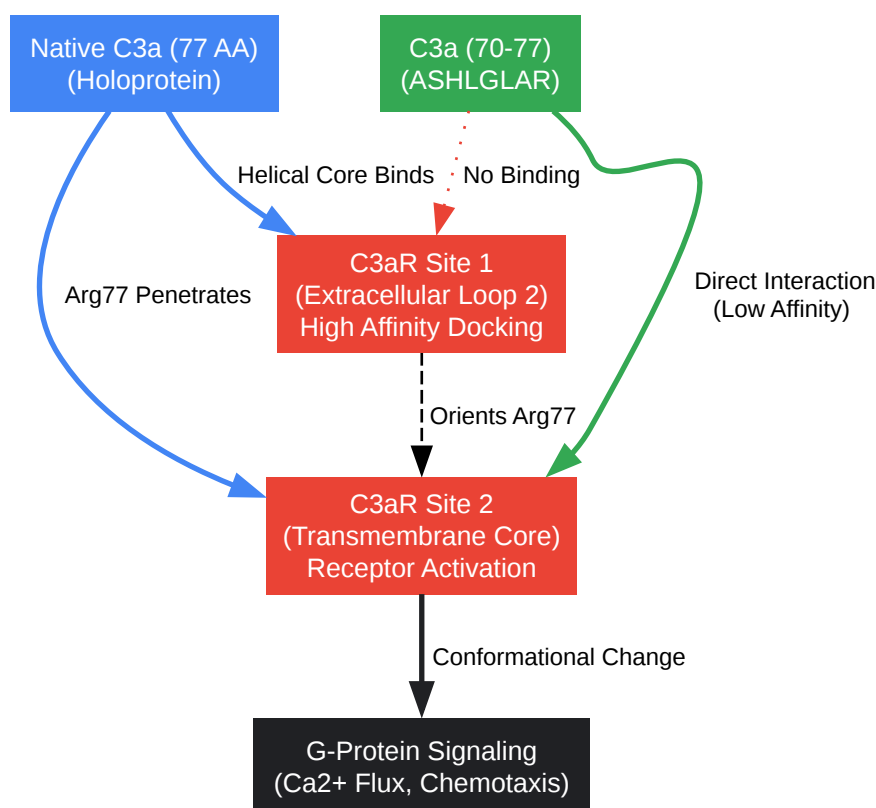 Native C3a (77 AA)
(Holoprotein)
C3a (70-77)
(ASHLGLAR)
Helical Core Binds
No Binding
Arg77 Penetrates
C3aR Site 1
(Extracellular Loop 2)
High Affinity Docking
Direct Interaction
(Low Affinity)
Orients Arg77
C3aR Site 2
(Transmembrane Core)
Receptor Activation
Conformational Change
G-Protein Signaling
(Ca2+ Flux, Chemotaxis)